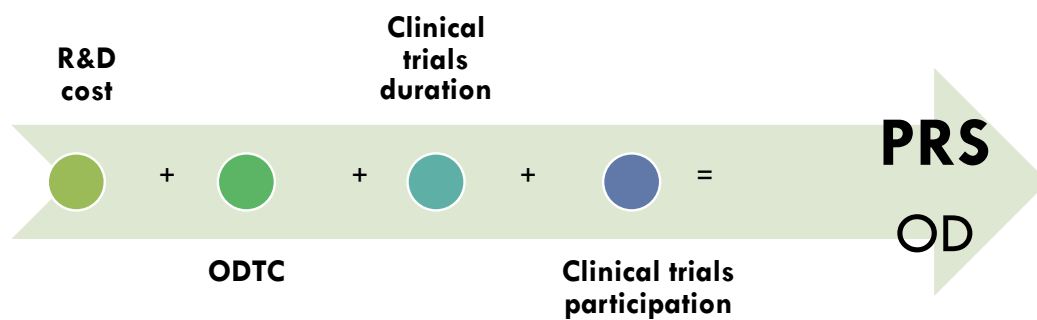 R&D
cost
+
ODTC
+
Clinical
trials
duration
+
Clinical trials
participation
=
PRS
OD